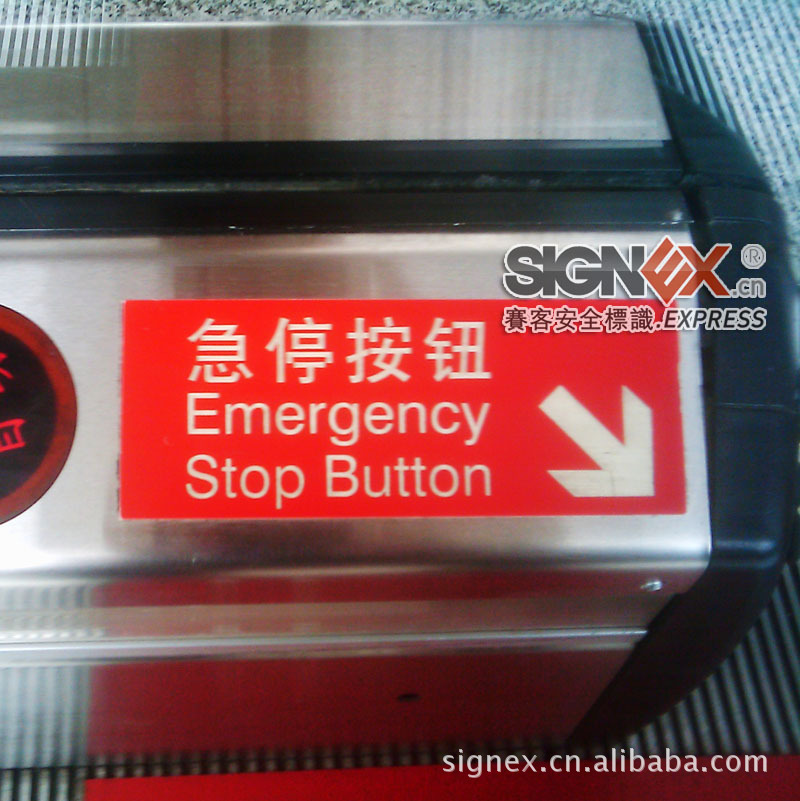 SIGNEX®.cn
賽客安全標識.EXPRESS
急停按钮
Emergency
Stop Button
signex.cn.alibaba.com